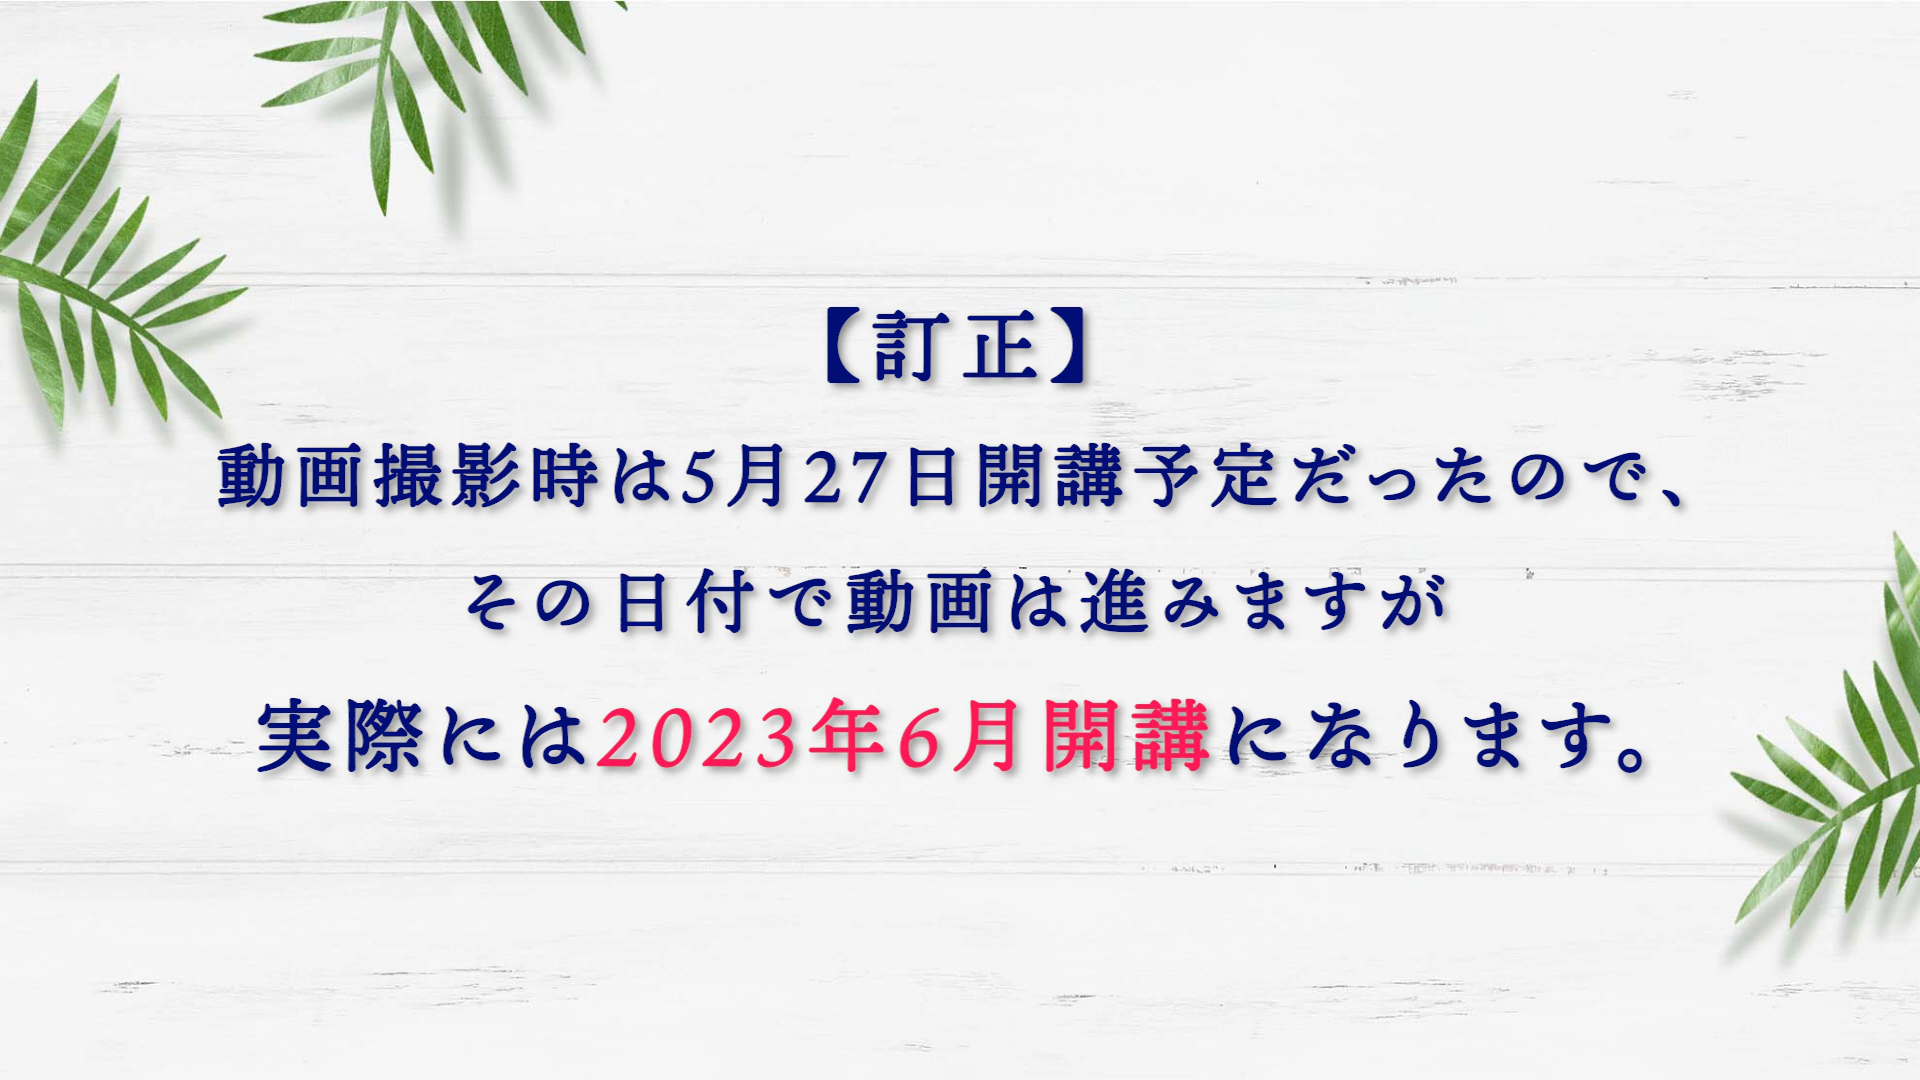 【訂正】
動画撮影時は5月27日開講予定だったので、
その日付で動画は進みますが
実際には2023年6月開講になります。